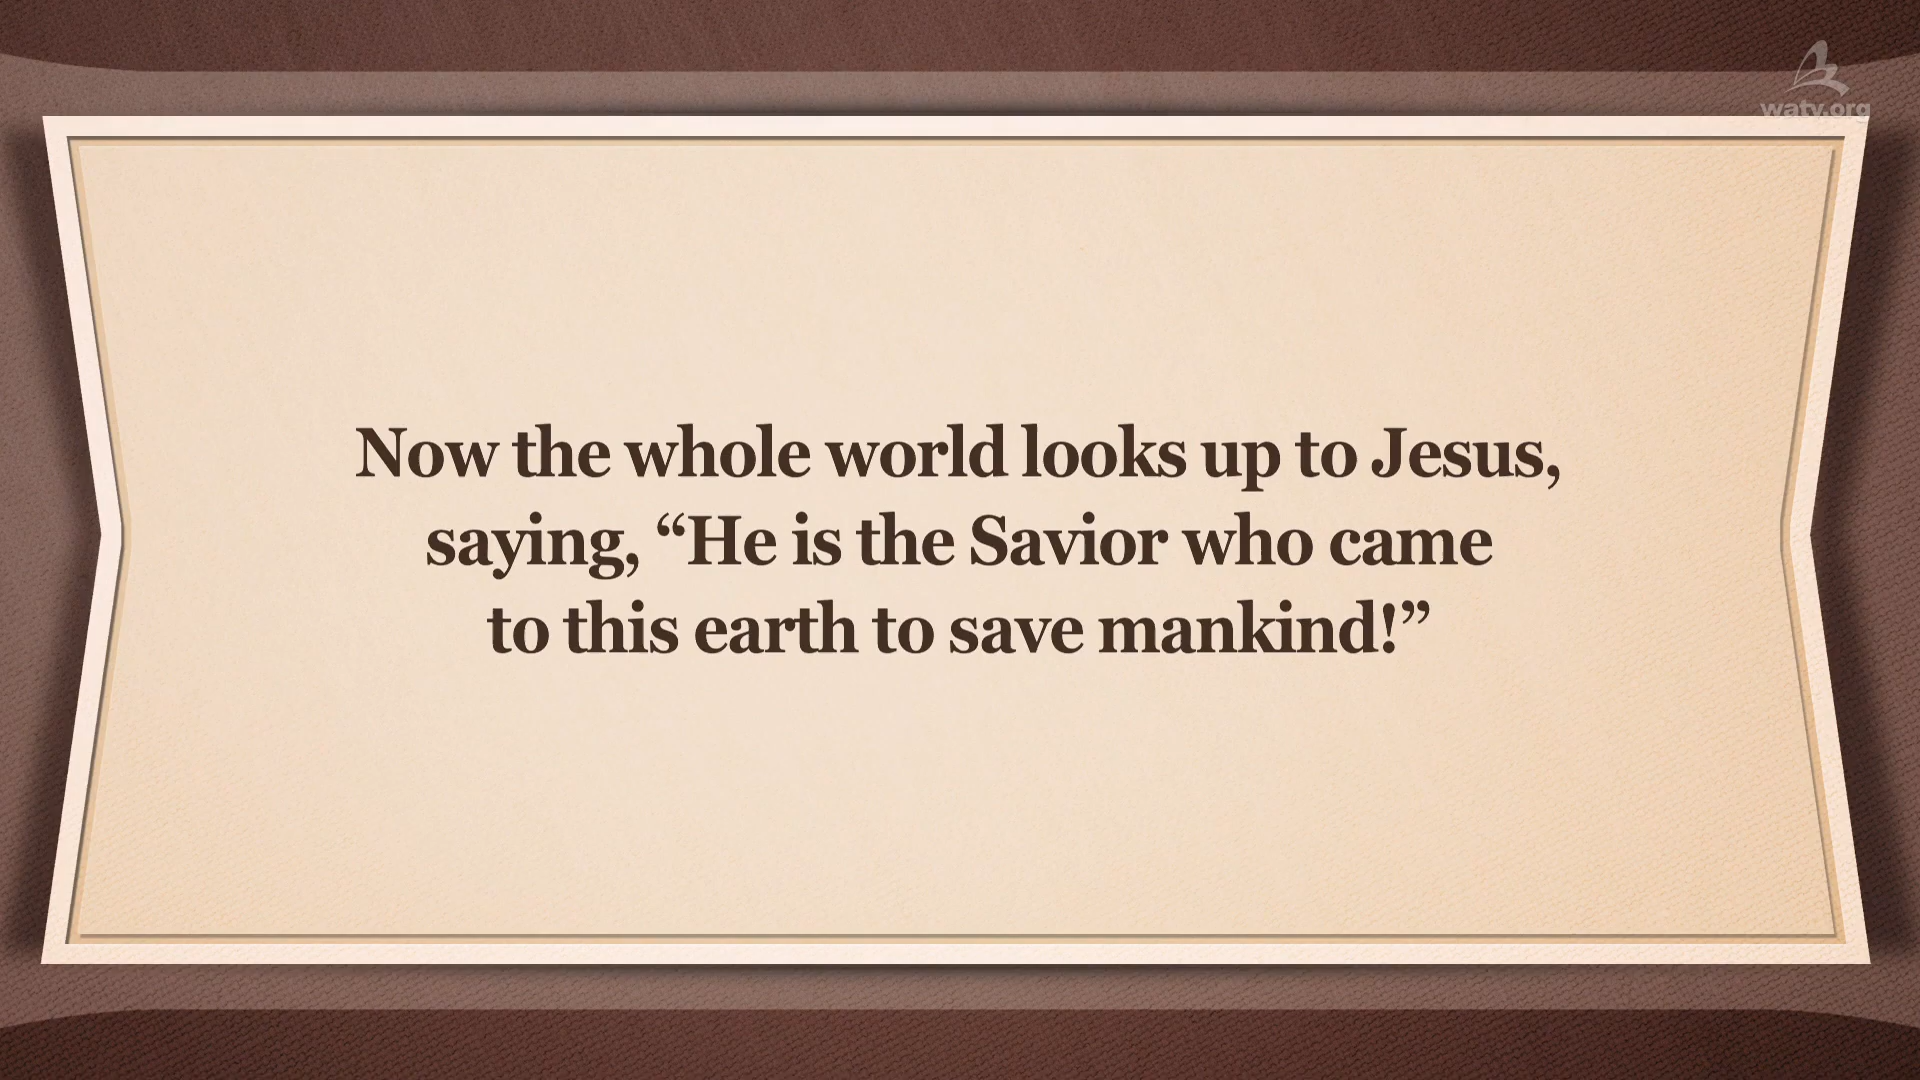 watv.org
Now the whole world looks up to Jesus,
saying, “He is the Savior who came
to this earth to save mankind!”